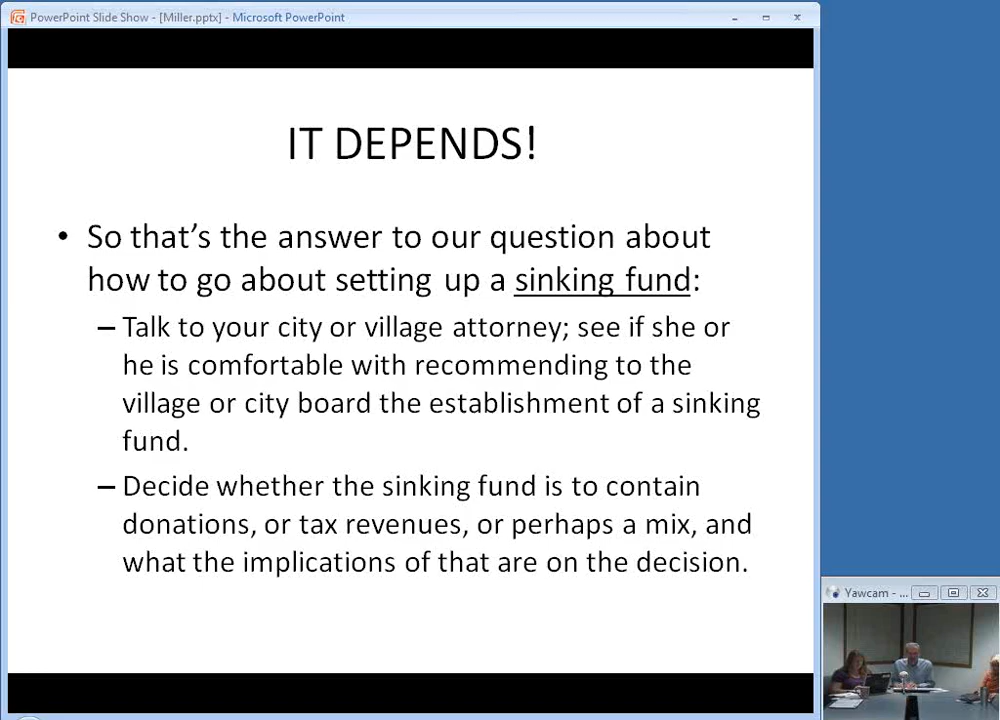 PowerPoint Slide Show - [Miller.pptx] - Microsoft PowerPoint
IT DEPENDS!
• So that’s the answer to our question about
how to go about setting up a sinking fund:
– Talk to your city or village attorney; see if she or
he is comfortable with recommending to the
village or city board the establishment of a sinking
fund.
– Decide whether the sinking fund is to contain
donations, or tax revenues, or perhaps a mix, and
what the implications of that are on the decision.
Yawcam - ...